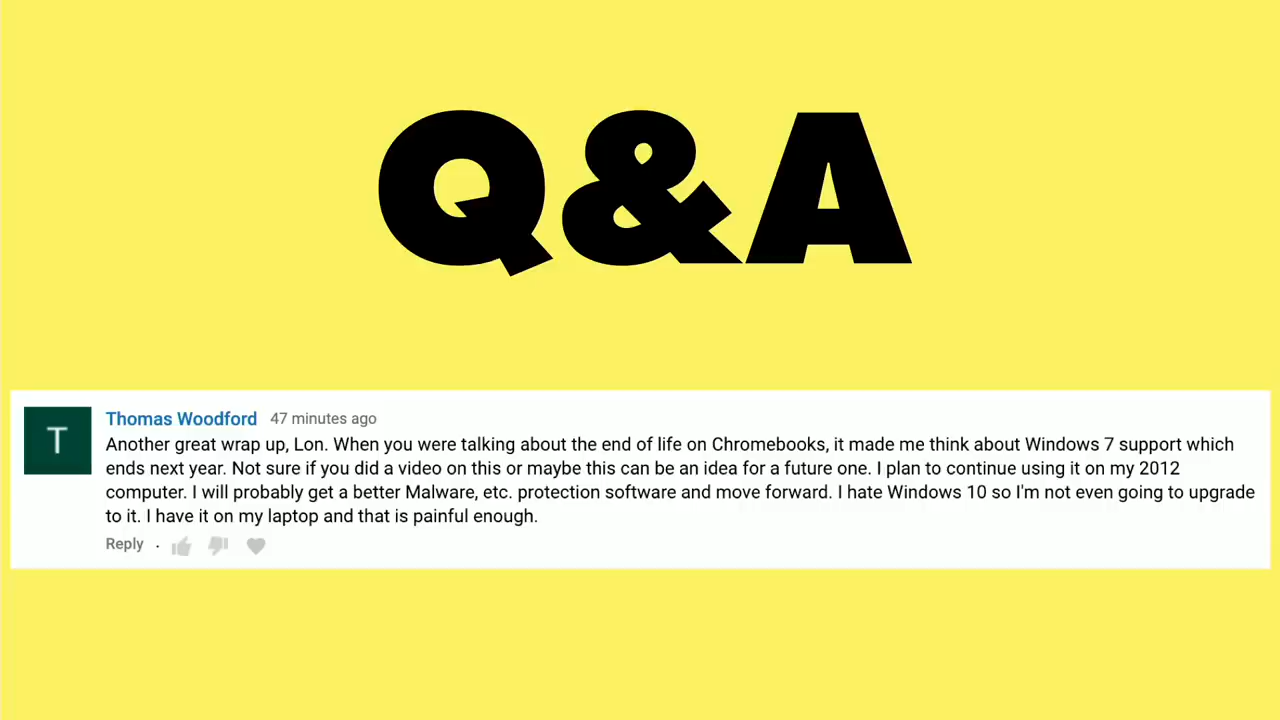 Q&A
T
Thomas Woodford 47 minutes ago
Another great wrap up, Lon. When you were talking about the end of life on Chromebooks, it made me think about Windows 7 support which
ends next year. Not sure if you did a video on this or maybe this can be an idea for a future one. I plan to continue using it on my 2012
computer. I will probably get a better Malware, etc. protection software and move forward. I hate Windows 10 so I'm not even going to upgrade
to it. I have it on my laptop and that is painful enough.
Reply ·